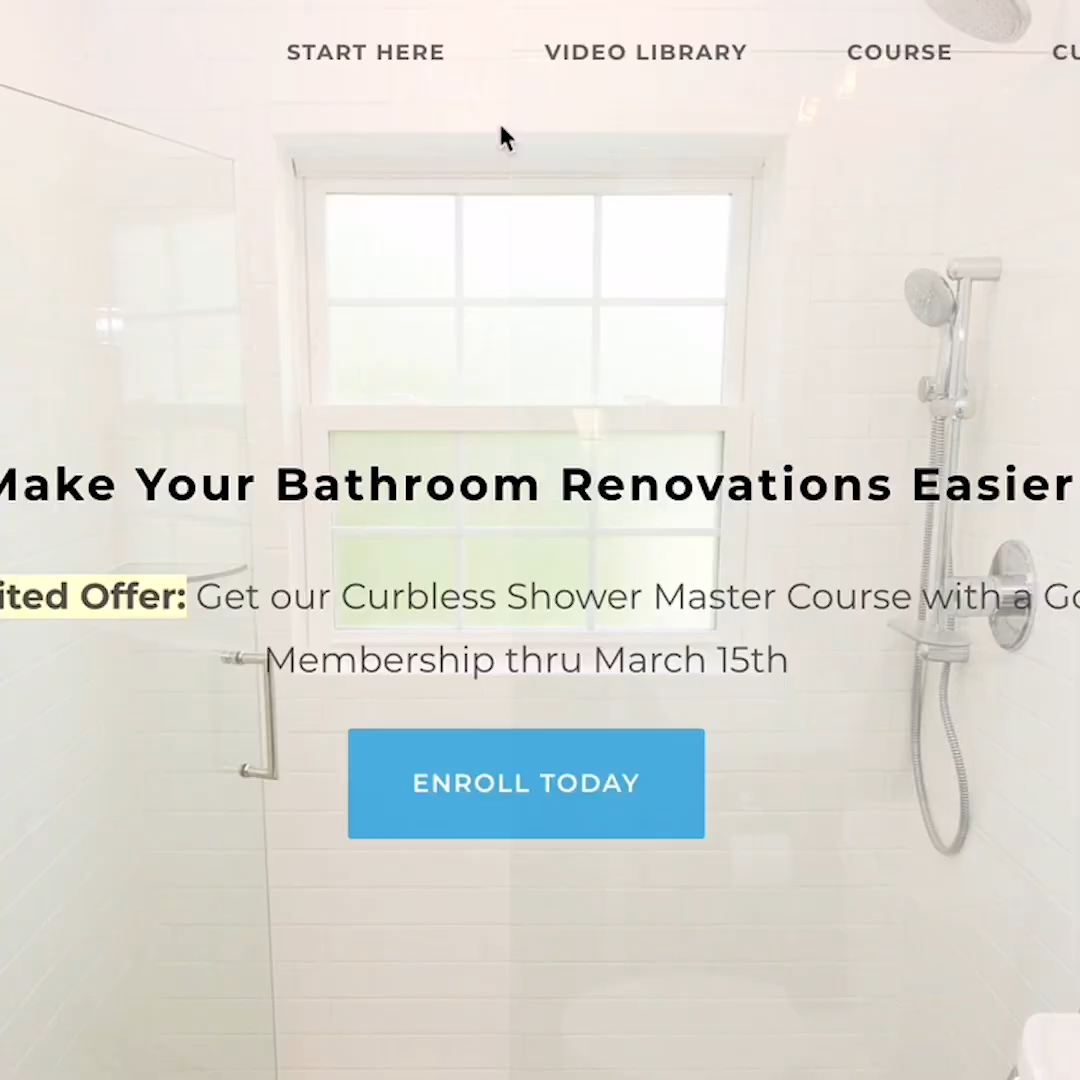 START HERE VIDEO LIBRARY COURSE
Make Your Bathroom Renovations Easier
Offer: Get our Curbless Shower Master Course with a
Membership thru March 15th
ENROLL TODAY